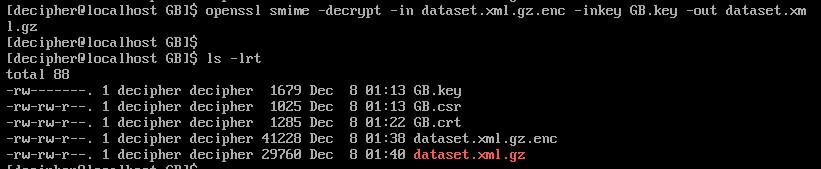 [decipher@localhost GB]$ openssl smime -decrypt -in dataset.xml.gz.enc -inkey GB.key -out dataset.xm
l.gz
[decipher@localhost GB]$
[decipher@localhost GB]$ ls -lrt
total 88
-rw-------. 1 decipher decipher  1679 Dec  8 01:13 GB.key
-rw-rw-r--. 1 decipher decipher  1025 Dec  8 01:13 GB.csr
-rw-rw-r--. 1 decipher decipher  1285 Dec  8 01:22 GB.crt
-rw-rw-r--. 1 decipher decipher 41228 Dec  8 01:38 dataset.xml.gz.enc
-rw-rw-r--. 1 decipher decipher 29760 Dec  8 01:40 dataset.xml.gz
[decipher@localhost GB]$